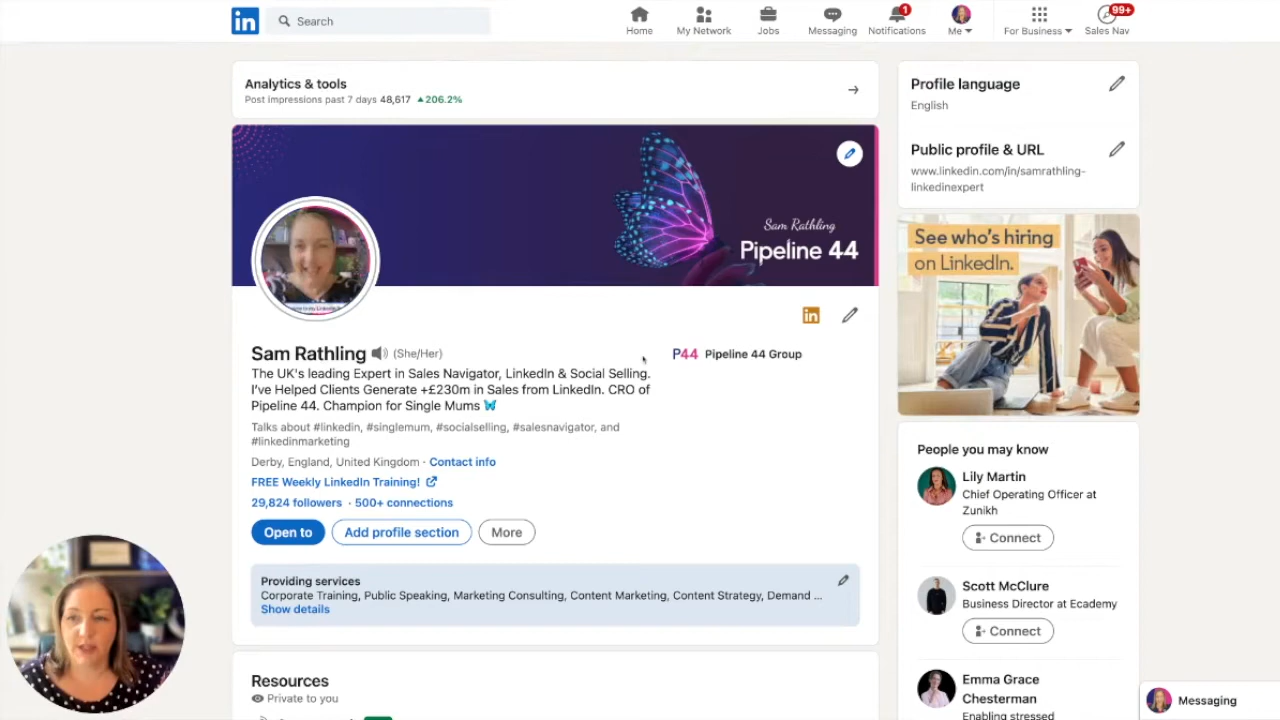 in
Search
Home
My Network
Jobs
Messaging
1
Notifications
Me
For Business
99+
Sales Nav
Analytics & tools
Post impressions past 7 days 48,617 ▲206.2%
Sam Rathling
Pipeline 44
in
Sam Rathling (She/Her)
P44 Pipeline 44 Group
The UK's leading Expert in Sales Navigator, LinkedIn & Social Selling.
I've Helped Clients Generate +£230m in Sales from LinkedIn. CRO of
Pipeline 44. Champion for Single Mums 🦋
Talks about #linkedin, #singlemum, #socialselling, #salesnavigator, and
#linkedinmarketing
Derby, England, United Kingdom · Contact info
FREE Weekly LinkedIn Training!
29,824 followers · 500+ connections
Open to
Add profile section
More
Providing services
Corporate Training, Public Speaking, Marketing Consulting, Content Marketing, Content Strategy, Demand ...
Show details
Resources
Private to you
Profile language
English
Public profile & URL
www.linkedin.com/in/samrathling-
linkedinexpert
See who's hiring
on LinkedIn.
People you may know
Lily Martin
Chief Operating Officer at
Zunikh
Connect
Scott McClure
Business Director at Ecademy
Connect
Emma Grace
Chesterman
Enabling stressed
Messaging